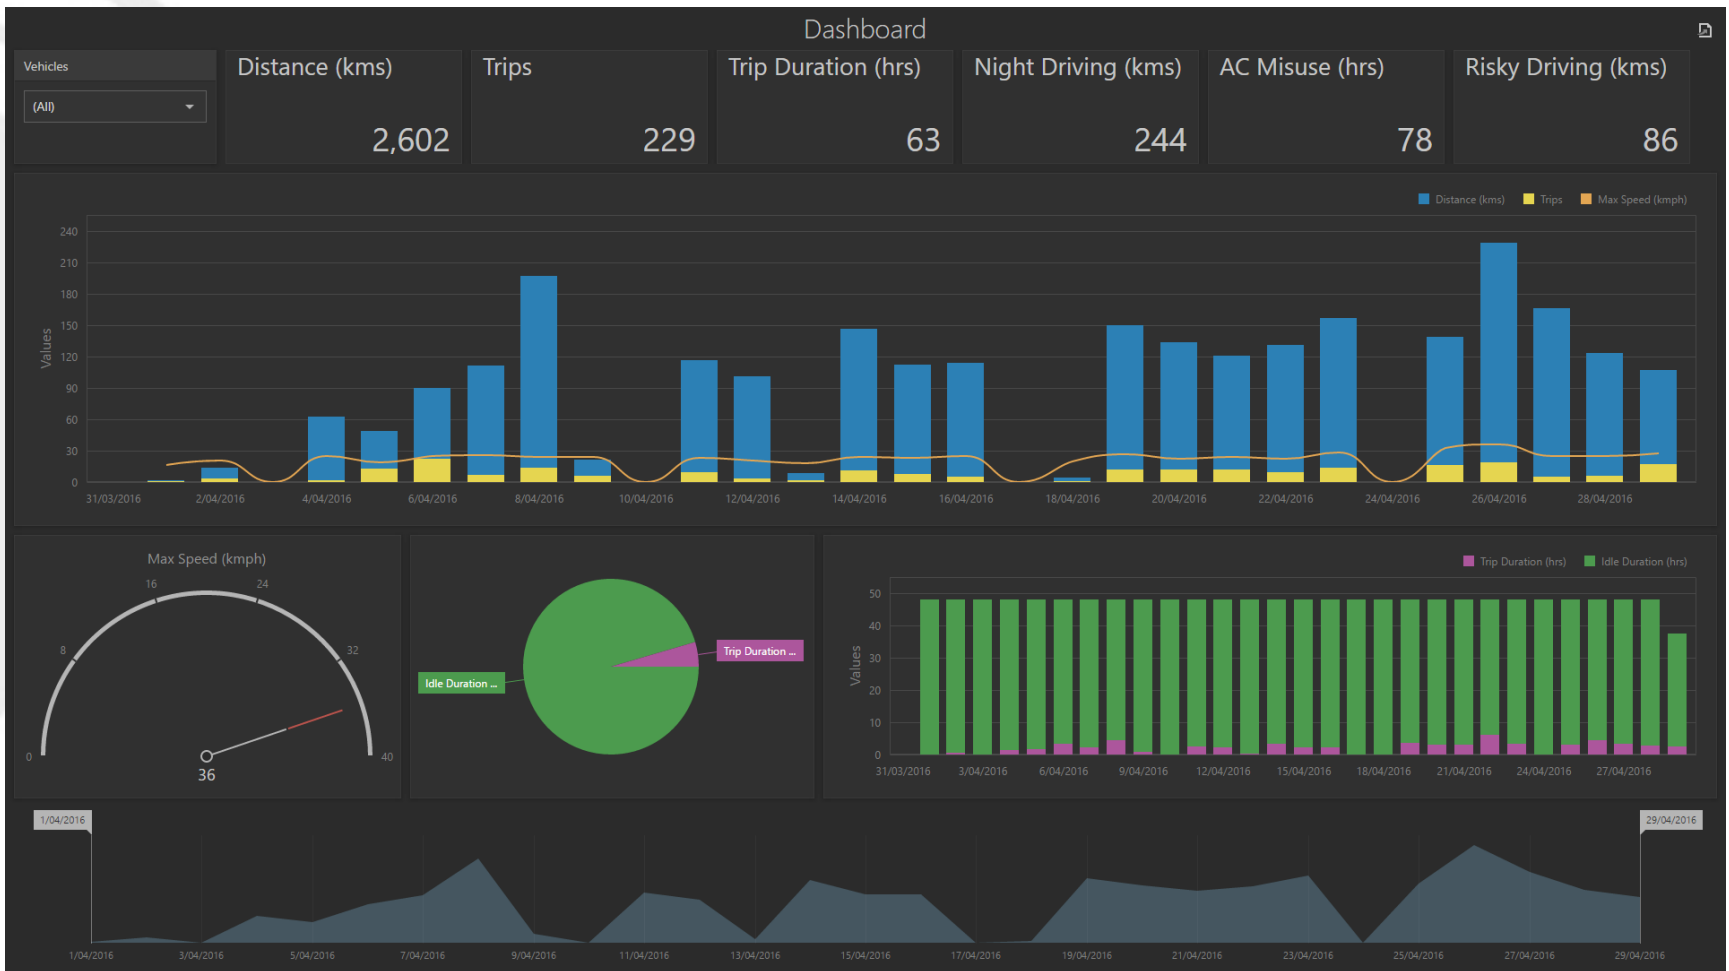 Dashboard
Vehicles
(All)
Distance (kms)
2,602
Trips
229
Trip Duration (hrs)
63
Night Driving (kms)
244
AC Misuse (hrs)
78
Risky Driving (kms)
86
Distance (kms) Trips Max Speed (kmph)
240
210
180
150
120
90
60
30
0
Values
31/03/2016 2/04/2016 4/04/2016 6/04/2016 8/04/2016 10/04/2016 12/04/2016 14/04/2016 16/04/2016 18/04/2016 20/04/2016 22/04/2016 24/04/2016 26/04/2016 28/04/2016
Max Speed (kmph)
16 24
8 32
0 40
36
Trip Duration ...
Idle Duration ...
Trip Duration (hrs) Idle Duration (hrs)
50
40
30
20
10
0
Values
31/03/2016 3/04/2016 6/04/2016 9/04/2016 12/04/2016 15/04/2016 18/04/2016 21/04/2016 24/04/2016 27/04/2016
1/04/2016 29/04/2016
1/04/2016 3/04/2016 5/04/2016 7/04/2016 9/04/2016 11/04/2016 13/04/2016 15/04/2016 17/04/2016 19/04/2016 21/04/2016 23/04/2016 25/04/2016 27/04/2016 29/04/2016